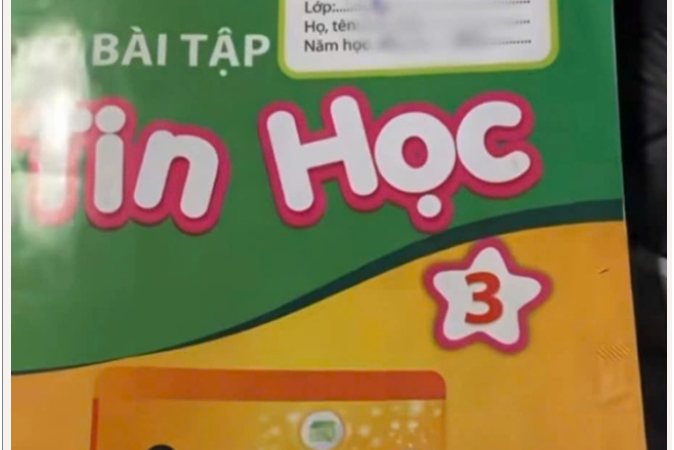 Lớp:
Họ, tên:
Năm học
BÀI TẬP
Tin Học
3